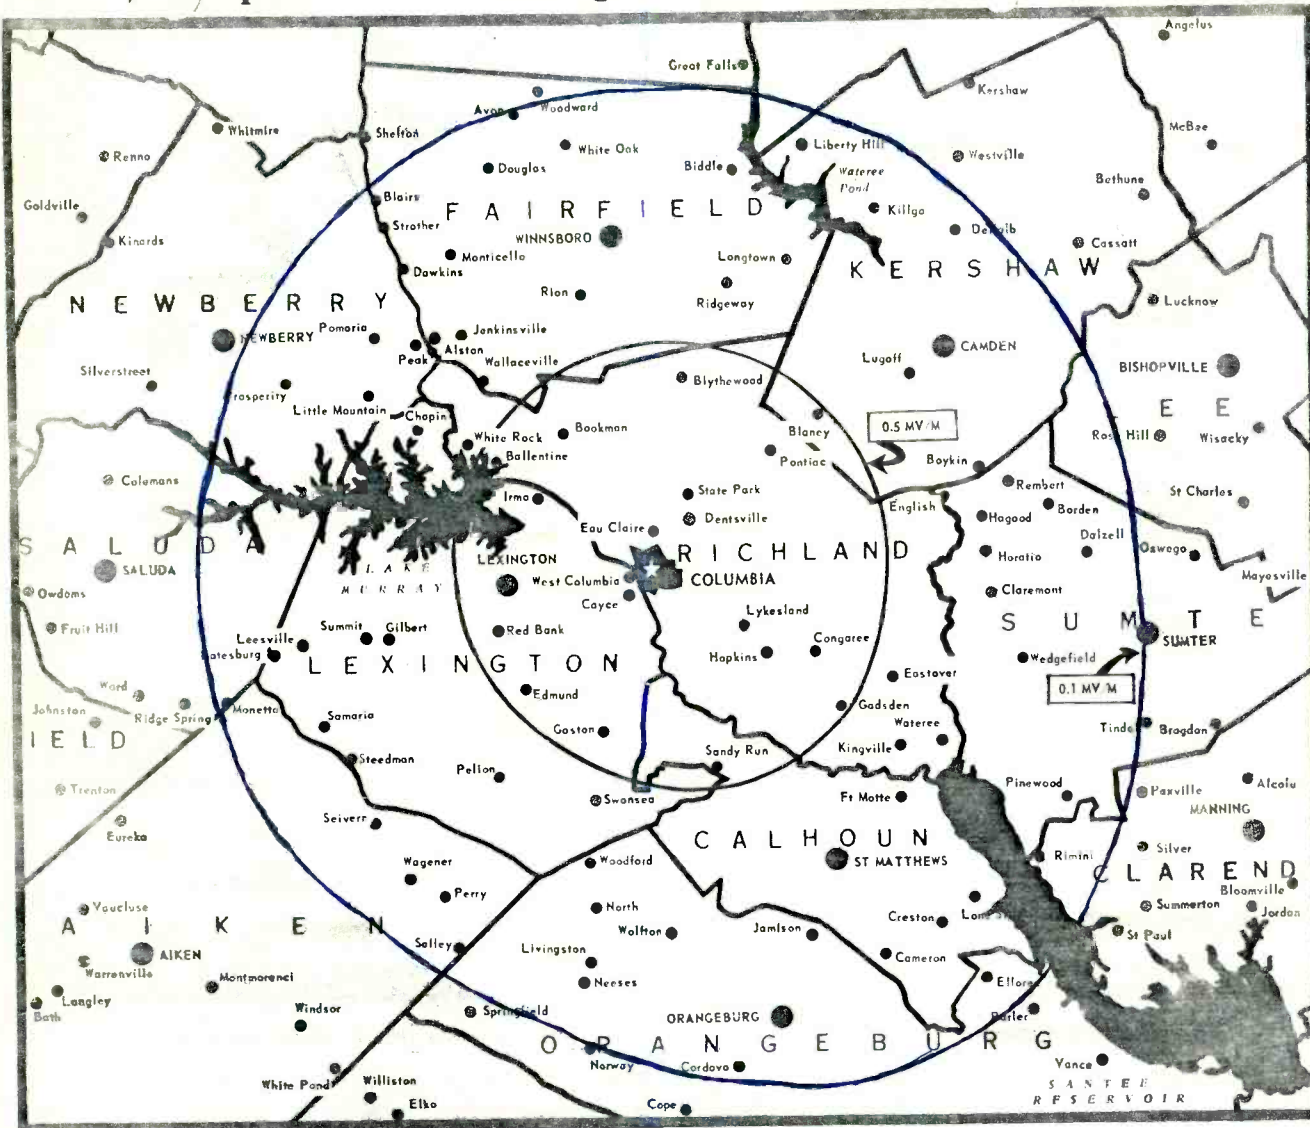 Angelus
Great Falls
Kershaw
Avon
Woodward
Whitmire
Shelton
McBee
White Oak
Liberty Hill
Renno
Westville
Douglas
Biddle
Wateree
Pond
Bethune
Blairs
Goldville
FAIRFIELD
Killgo
Strother
WINNSBORO
Kinards
Cassatt
Monticello
Longtown
KERSHAW
Dawkins
Rion
Ridgeway
Lucknow
NEWBERRY
NEWBERRY
Pomaria
Jenkinsville
CAMDEN
Peak
Alston
Lugoff
BISHOPVILLE
Silverstreet
Wallaceville
Blythewood
Prosperity
Little Mountain
Chapin
EE
Blaney
0.5 MV/M
White Rock
Bookman
Rose Hill
Wisacky
Ballentine
Pontiac
Boykin
Colemans
Rembert
State Park
St Charles
Irmo
English
Borden
Dentsville
Hagood
Eau Claire
SALUDA
RICHLAND
Dalzell
Oswego
LEXINGTON
Horatio
LAKE
MURRAY
SALUDA
West Columbia
COLUMBIA
Mayesville
Owdoms
Cayce
Claremont
Lykesland
SUMTE
Fruit Hill
Summit
Gilbert
Red Bank
Leesville
Congaree
SUMTER
Batesburg
LEXINGTON
Hopkins
Wedgefield
Eastover
0.1 MV/M
Ward
Edmund
Johnston
Ridge Spring
Monetta
Gadsden
Samaria
Gaston
Wateree
IELD
Kingville
Brogdon
Sandy Run
Steedman
Pelion
Trenton
Pinewood
Alcolu
Swansea
Ft Motte
Paxville
MANNING
Seivern
Eureka
CALHOUN
Silver
Wagener
Woodford
ST MATTHEWS
Rimini
CLAREND
Perry
Bloomville
Vaucluse
North
Creston
Summerton
Jordon
AIKEN
Wolfton
Jamison
St Paul
Salley
Livingston
AIKEN
Cameron
Warrenville
Montmorenci
Neeses
Langley
Bath
Windsor
Springfield
ORANGEBURG
ORANGEBURG
Norway
Cordova
Vance
White Pond
Williston
SANTEE
RESERVOIR
Elko
Cope